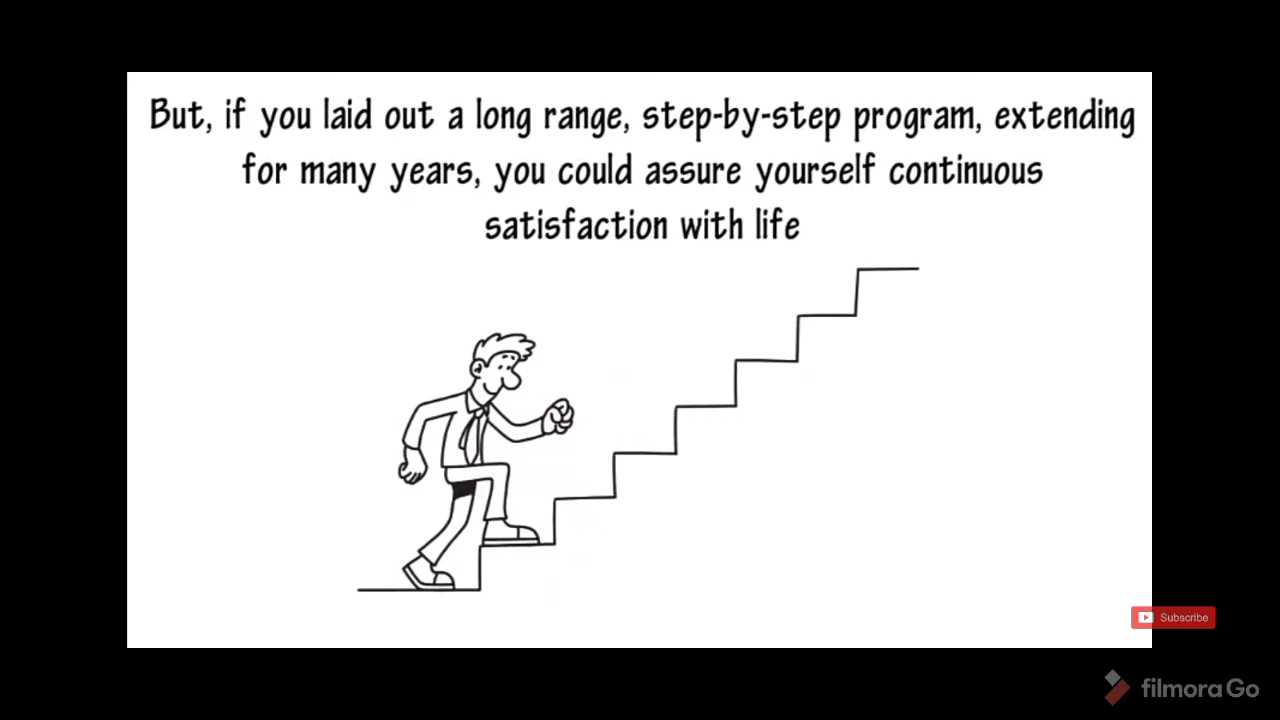 But, if you laid out a long range, step-by-step program, extending
for many years, you could assure yourself continuous
satisfaction with life
Subscribe
filmora Go